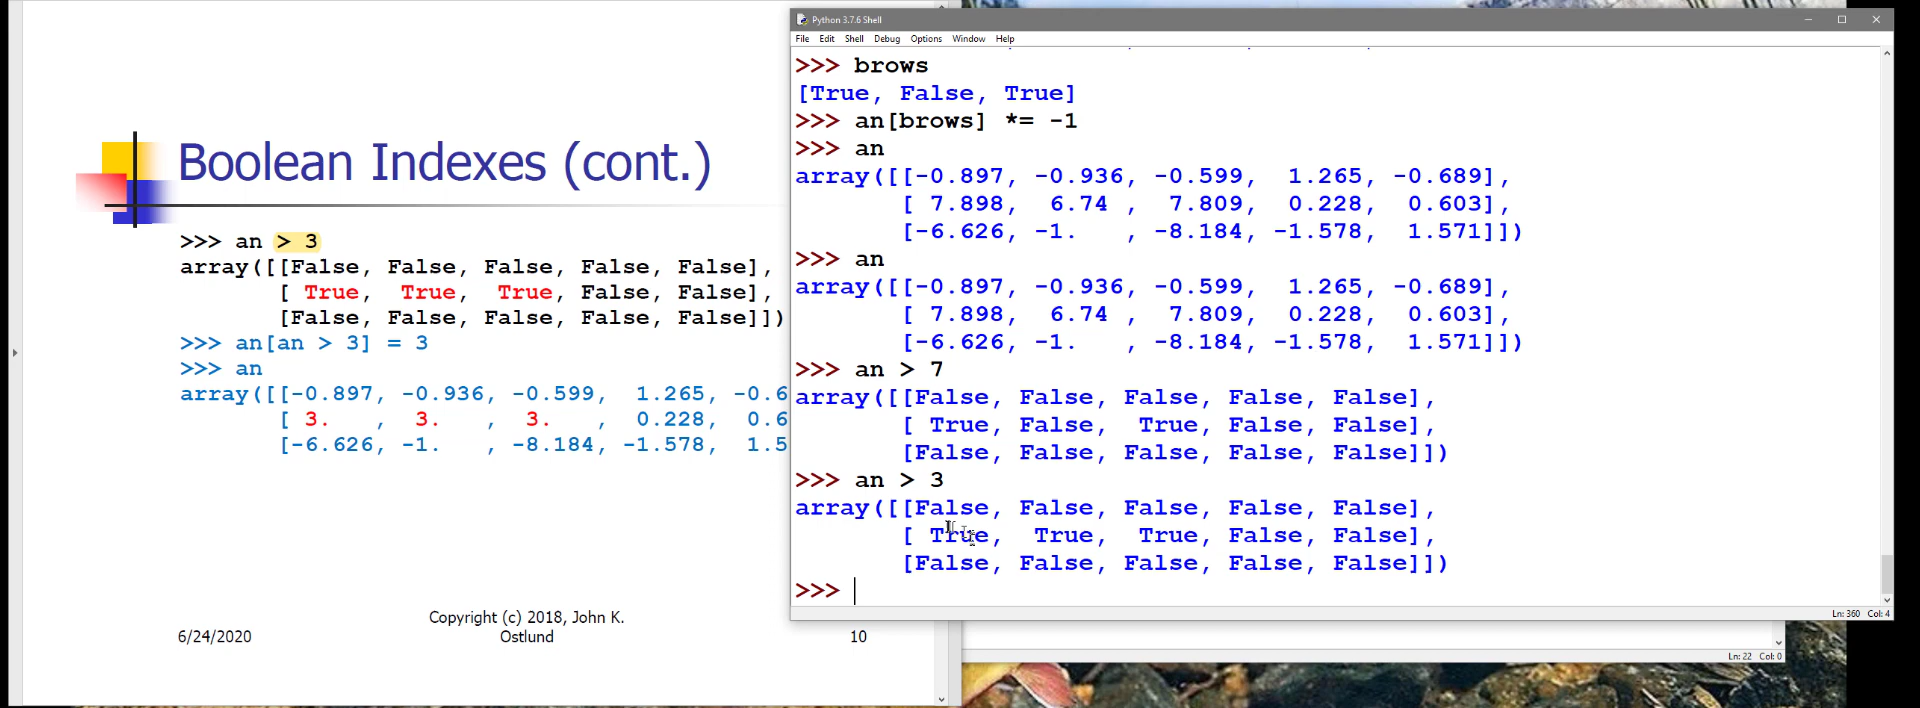 Boolean Indexes (cont.)
>>> an > 3
array([[False, False, False, False, False],
[ True, True, True, False, False],
[False, False, False, False, False]])
>>> an[an > 3] = 3
>>> an
array([[-0.897, -0.936, -0.599, 1.265, -0.6
[ 3. , 3. , 3. , 0.228, 0.6
[-6.626, -1. , -8.184, -1.578, 1.5
Copyright (c) 2018, John K.
Ostlund
6/24/2020
10
Python 3.7.6 Shell
File Edit Shell Debug Options Window Help
>>> brows
[True, False, True]
>>> an[brows] *= -1
>>> an
array([[-0.897, -0.936, -0.599, 1.265, -0.689],
[ 7.898, 6.74 , 7.809, 0.228, 0.603],
[-6.626, -1. , -8.184, -1.578, 1.571]])
>>> an
array([[-0.897, -0.936, -0.599, 1.265, -0.689],
[ 7.898, 6.74 , 7.809, 0.228, 0.603],
[-6.626, -1. , -8.184, -1.578, 1.571]])
>>> an > 7
array([[False, False, False, False, False],
[ True, False, True, False, False],
[False, False, False, False, False]])
>>> an > 3
array([[False, False, False, False, False],
[ True, True, True, False, False],
[False, False, False, False, False]])
>>>
Ln: 360 Col: 4
Ln: 22 Col: 0